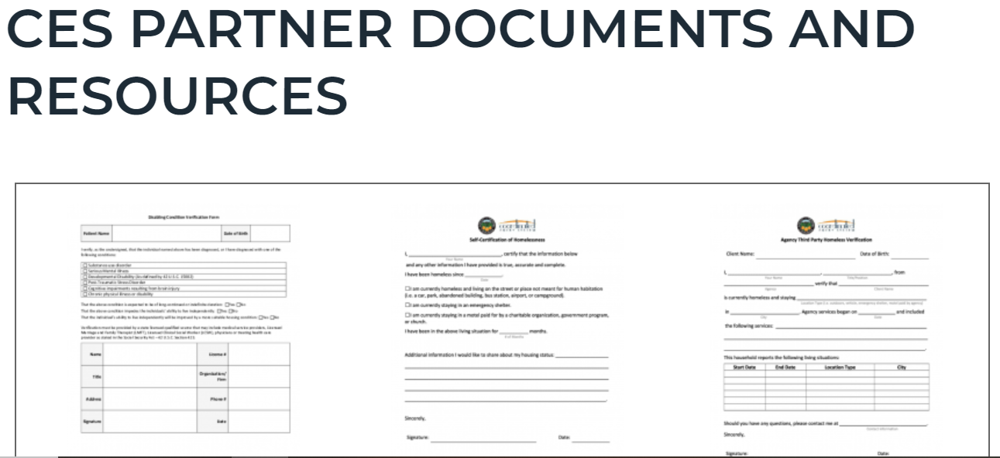 CES PARTNER DOCUMENTS AND
RESOURCES
Disabling Condition Verification Form
Patient Name
Date of Birth
I verify, as the undersigned, that the individual named above has been diagnosed, or I have diagnosed with one of the
following conditions:
Substance use disorder
Serious Mental Illness
Developmental Disability (as defined by 42 U.S.C. 15002)
Post-Traumatic Stress Disorder
Cognitive impairments resulting from brain injury
Chronic physical illness or disability
That the above condition is expected to be of long-continued or indefinite duration: Yes No
That the above condition impedes the individuals' ability to live independently: Yes No
That the individual's ability to live independently will be improved by a more suitable housing condition: Yes No
Verification must be provided by a state licensed qualified source that may include medical service providers, Licensed
Marriage and Family Therapist (LMFT), Licensed Clinical Social Worker (LCSW), physicians or treating health care
provider as stated in the Social Security Act – 42 U.S.C. Section 423.
Name
License #
Title
Organization/
Firm
Address
Phone #
Signature
Date
coordinated
entry system
Self-Certification of Homelessness
I, ____________, certify that the information below
Your Name
and any other information I have provided is true, accurate and complete.
I have been homeless since ________.
Date
I am currently homeless and living on the street or place not meant for human habitation
(i.e. a car, park, abandoned building, bus station, airport, or campground).
I am currently staying in an emergency shelter.
I am currently staying in a motel paid for by a charitable organization, government program,
or church.
I have been in the above living situation for ________ months.
# of Months
Additional information I would like to share about my housing status:
Sincerely,
Signature:
Date:
coordinated
entry system
Agency Third Party Homeless Verification
Client Name:
Date of Birth:
I, ____________, ____________, from
Your Name
Title/Position
____________ verify that ____________
Agency
Client Name
is currently homeless and staying
Location Type (i.e. outdoors, vehicle, emergency shelter, motel paid by agency)
in ________. Agency services began on ________ and included
City
Date
the following services:
This household reports the following living situations:
Start Date
End Date
Location Type
City
Should you have any questions, please contact me at ____________.
Contact Information
Sincerely,
Signature:
Date: